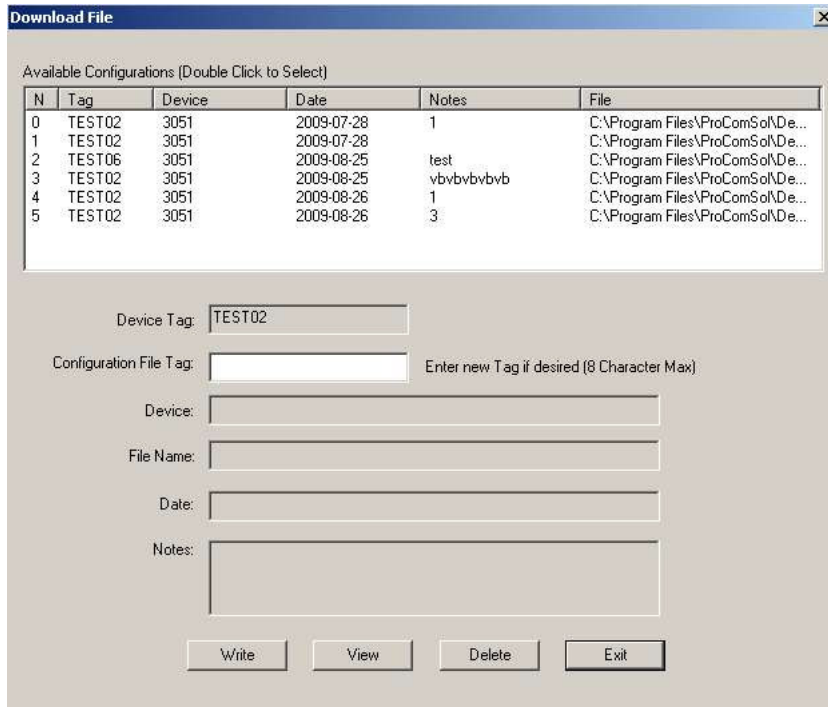 Download File
Available Configurations (Double Click to Select)
N Tag Device Date Notes File
0 TEST02 3051 2009-07-28 1 C:\Program Files\ProComSol\De...
1 TEST02 3051 2009-07-28 C:\Program Files\ProComSol\De...
2 TEST06 3051 2009-08-25 test C:\Program Files\ProComSol\De...
3 TEST02 3051 2009-08-25 vbvbvbvbvb C:\Program Files\ProComSol\De...
4 TEST02 3051 2009-08-26 1 C:\Program Files\ProComSol\De...
5 TEST02 3051 2009-08-26 3 C:\Program Files\ProComSol\De...
Device Tag: TEST02
Configuration File Tag: Enter new Tag if desired (8 Character Max)
Device:
File Name:
Date:
Notes:
Write View Delete Exit